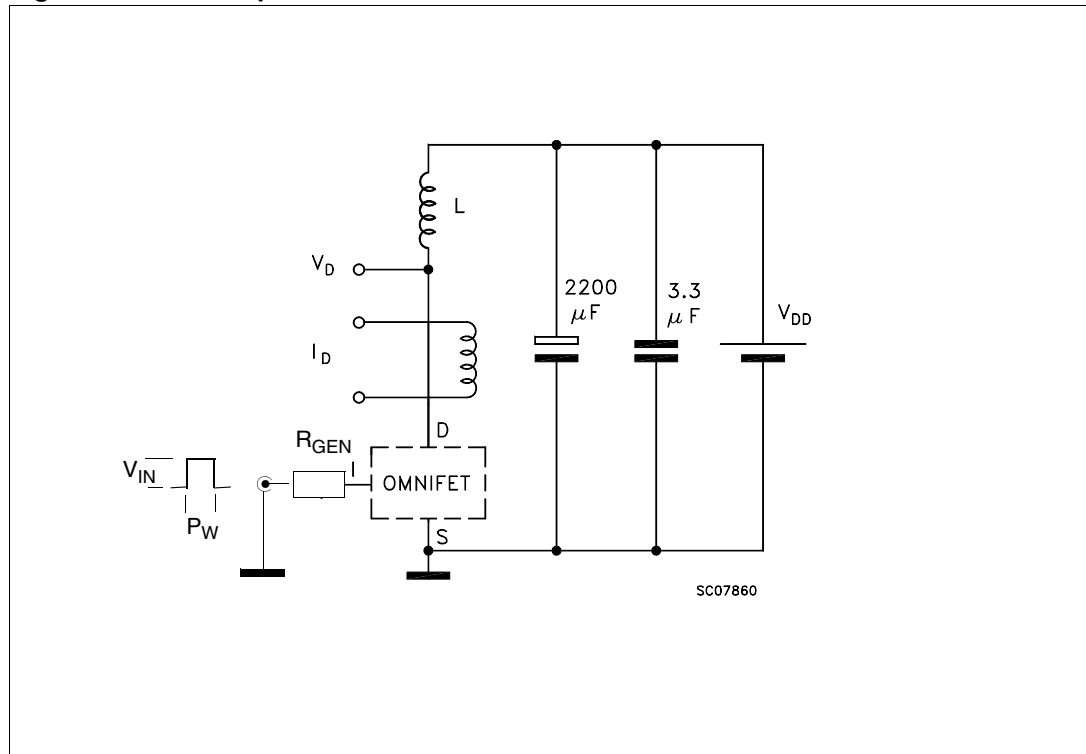 L
V_D
2200
μF
3.3
μF
V_DD
I_D
D
R_GEN
I
V_IN
OMNIFET
P_W
S
SC07860